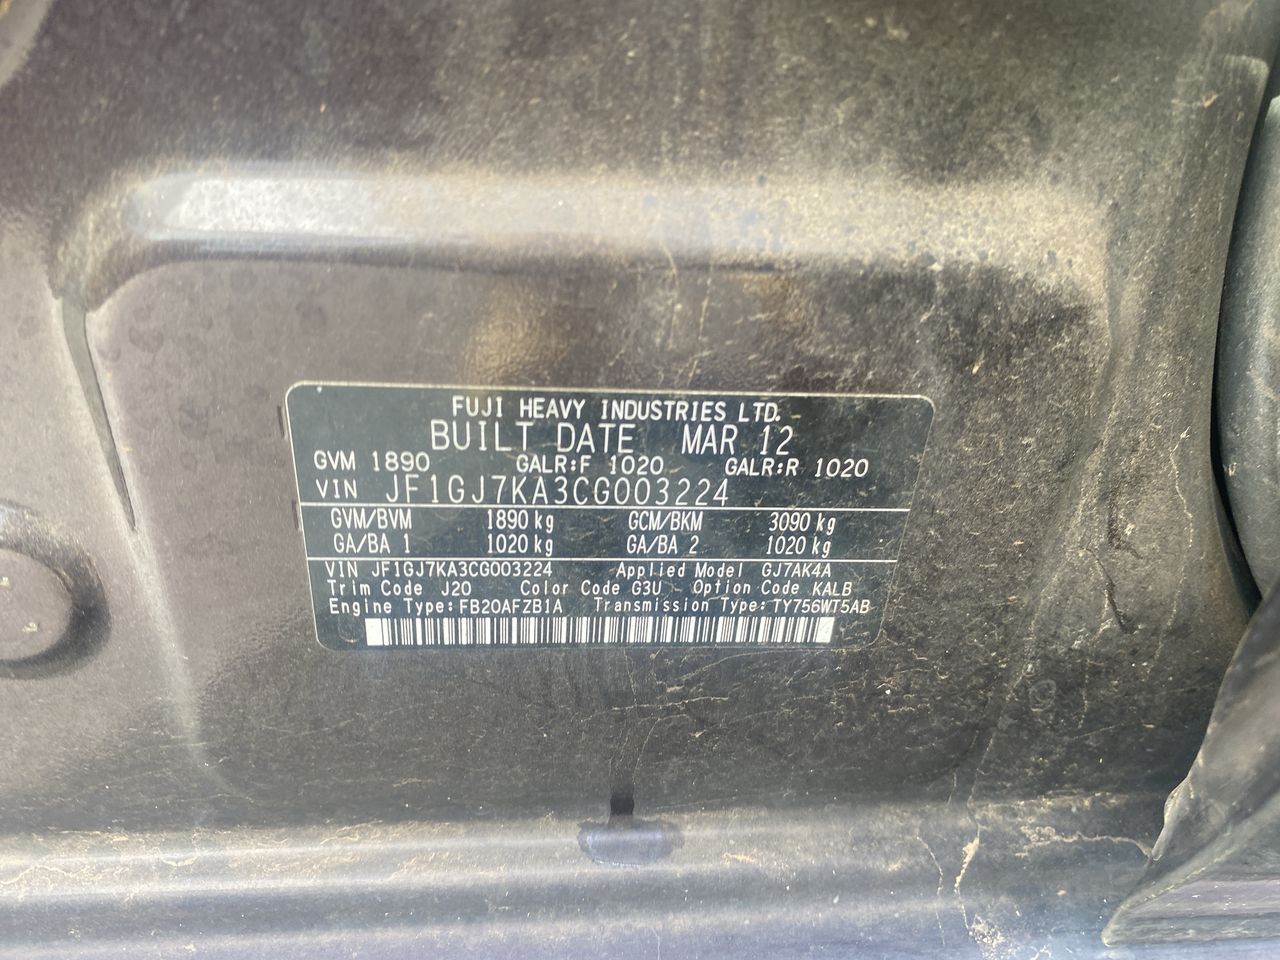 FUJI HEAVY INDUSTRIES LTD.
BUILT DATE MAR 12
GVM 1890 GALR:F 1020 GALR:R 1020
VIN JF1GJ7KA3CG003224
GVM/BVM 1890 kg GCM/BKM 3090 kg
GA/BA 1 1020 kg GA/BA 2 1020 kg
VIN JF1GJ7KA3CG003224 Applied Model GJ7AK4A
Trim Code J20 Color Code G3U Option Code KALB
Engine Type:FB20AFZB1A Transmission Type:TY756WT5AB